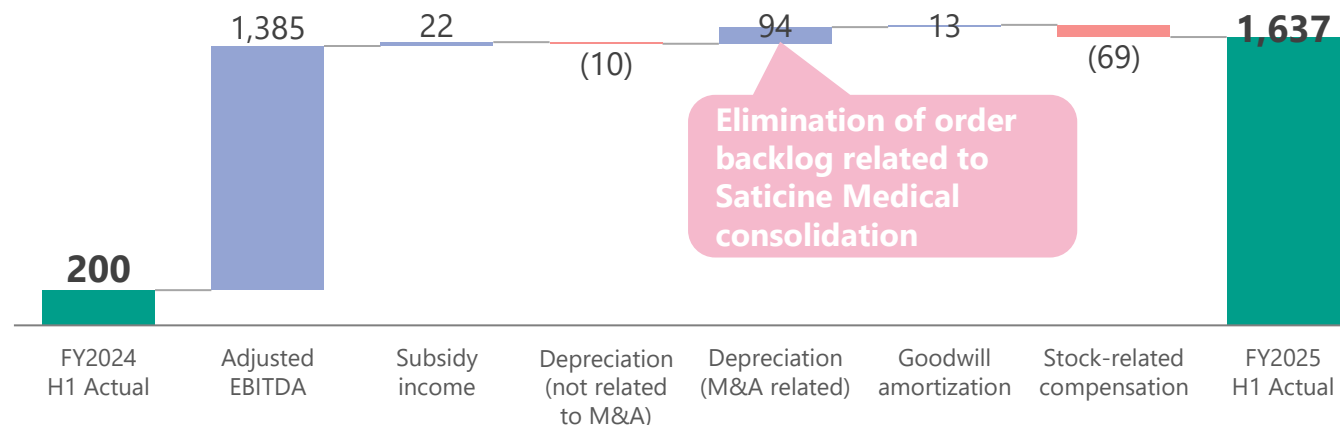 1,385
22
(10)
94
13
(69)
1,637
200
Elimination of order
backlog related to
Saticine Medical
consolidation
FY2024
H1 Actual
Adjusted
EBITDA
Subsidy
income
Depreciation
(not related
to M&A)
Depreciation
(M&A related)
Goodwill
amortization
Stock-related
compensation
FY2025
H1 Actual